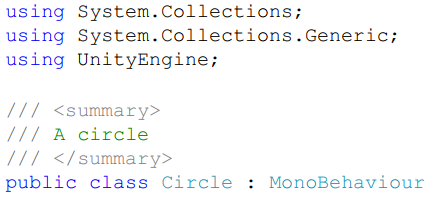 using System.Collections;
using System.Collections.Generic;
using UnityEngine;
/// <summary>
/// A circle
/// </summary>
public class Circle : MonoBehaviour